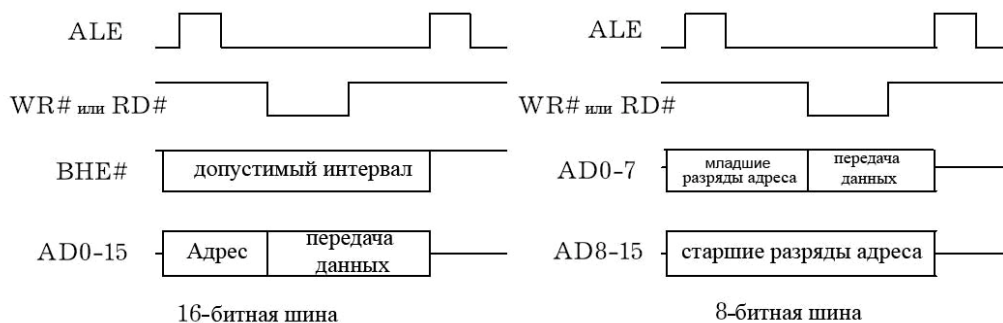 ALE
WR# или RD#
BHE#
допустимый интервал
AD0-15
Адрес
передача
данных
16-битная шина
ALE
WR# или RD#
AD0-7
младшие
разряды адреса
передача
данных
AD8-15
старшие разряды адреса
8-битная шина